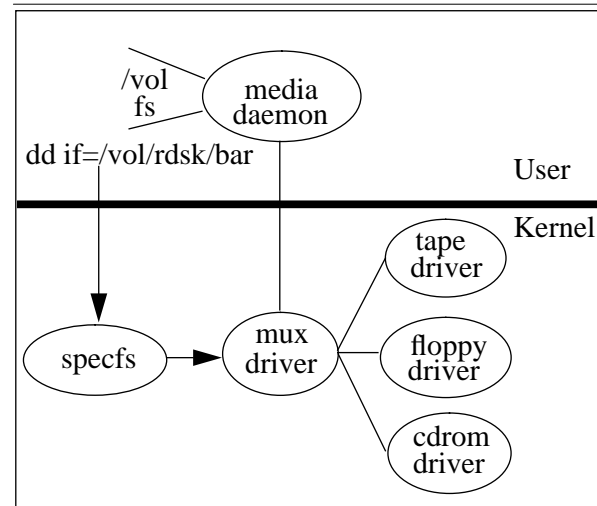 /vol
fs
media
daemon
dd if=/vol/rdsk/bar
User
Kernel
tape
driver
specfs
mux
driver
floppy
driver
cdrom
driver